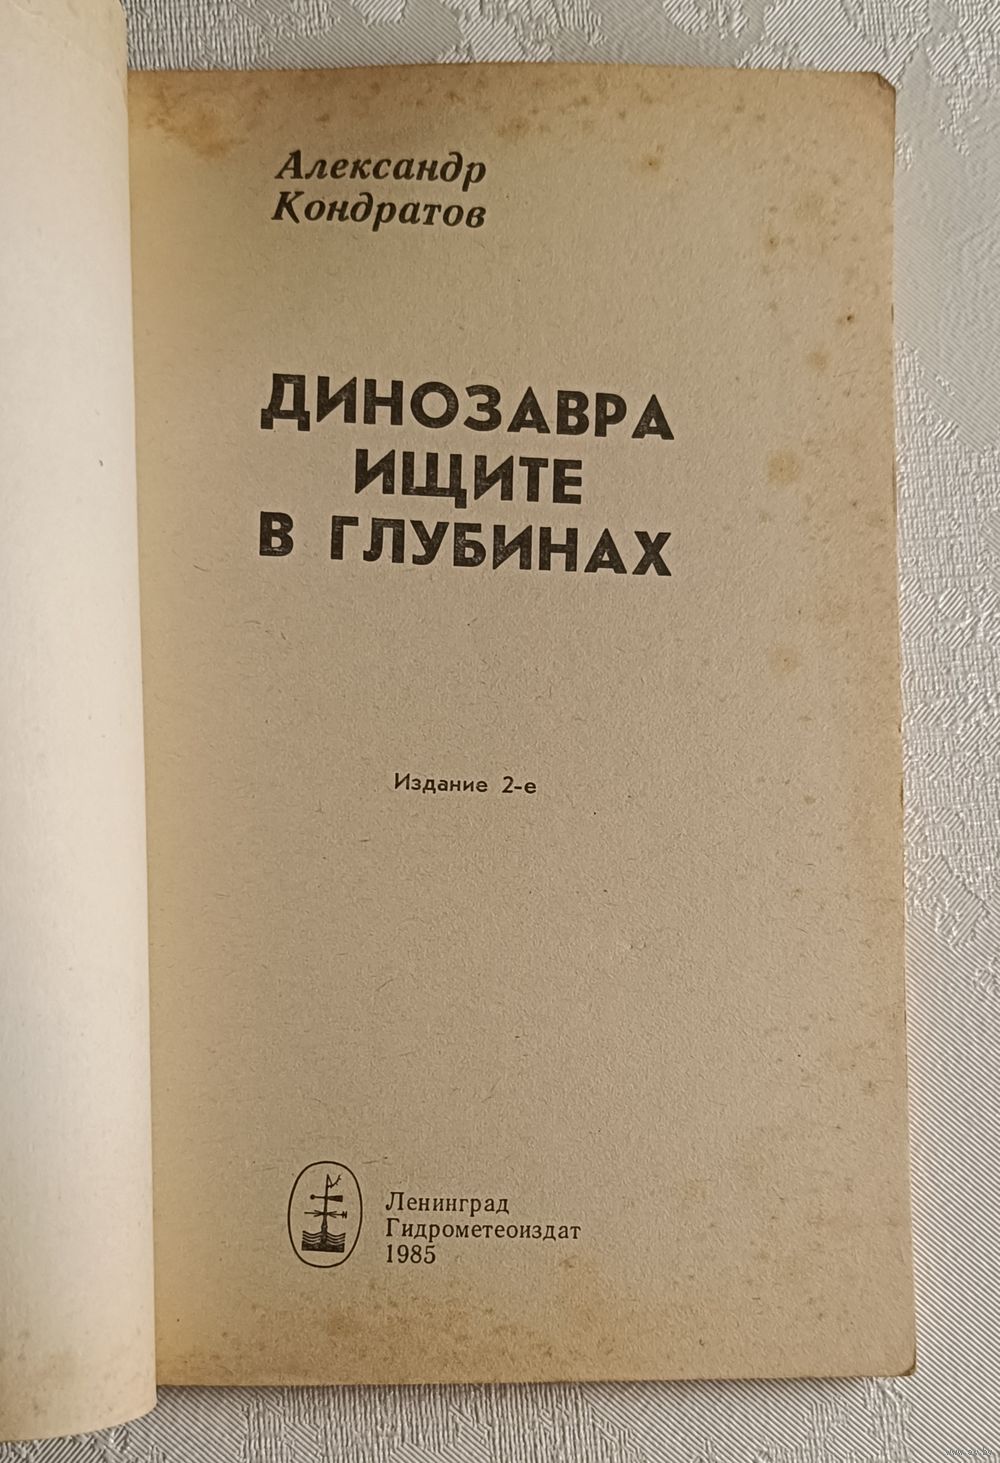 Александр
Кондратов
ДИНОЗАВРА
ИЩИТЕ
В ГЛУБИНАХ
Издание 2-е
Ленинград
Гидрометеоиздат
1985